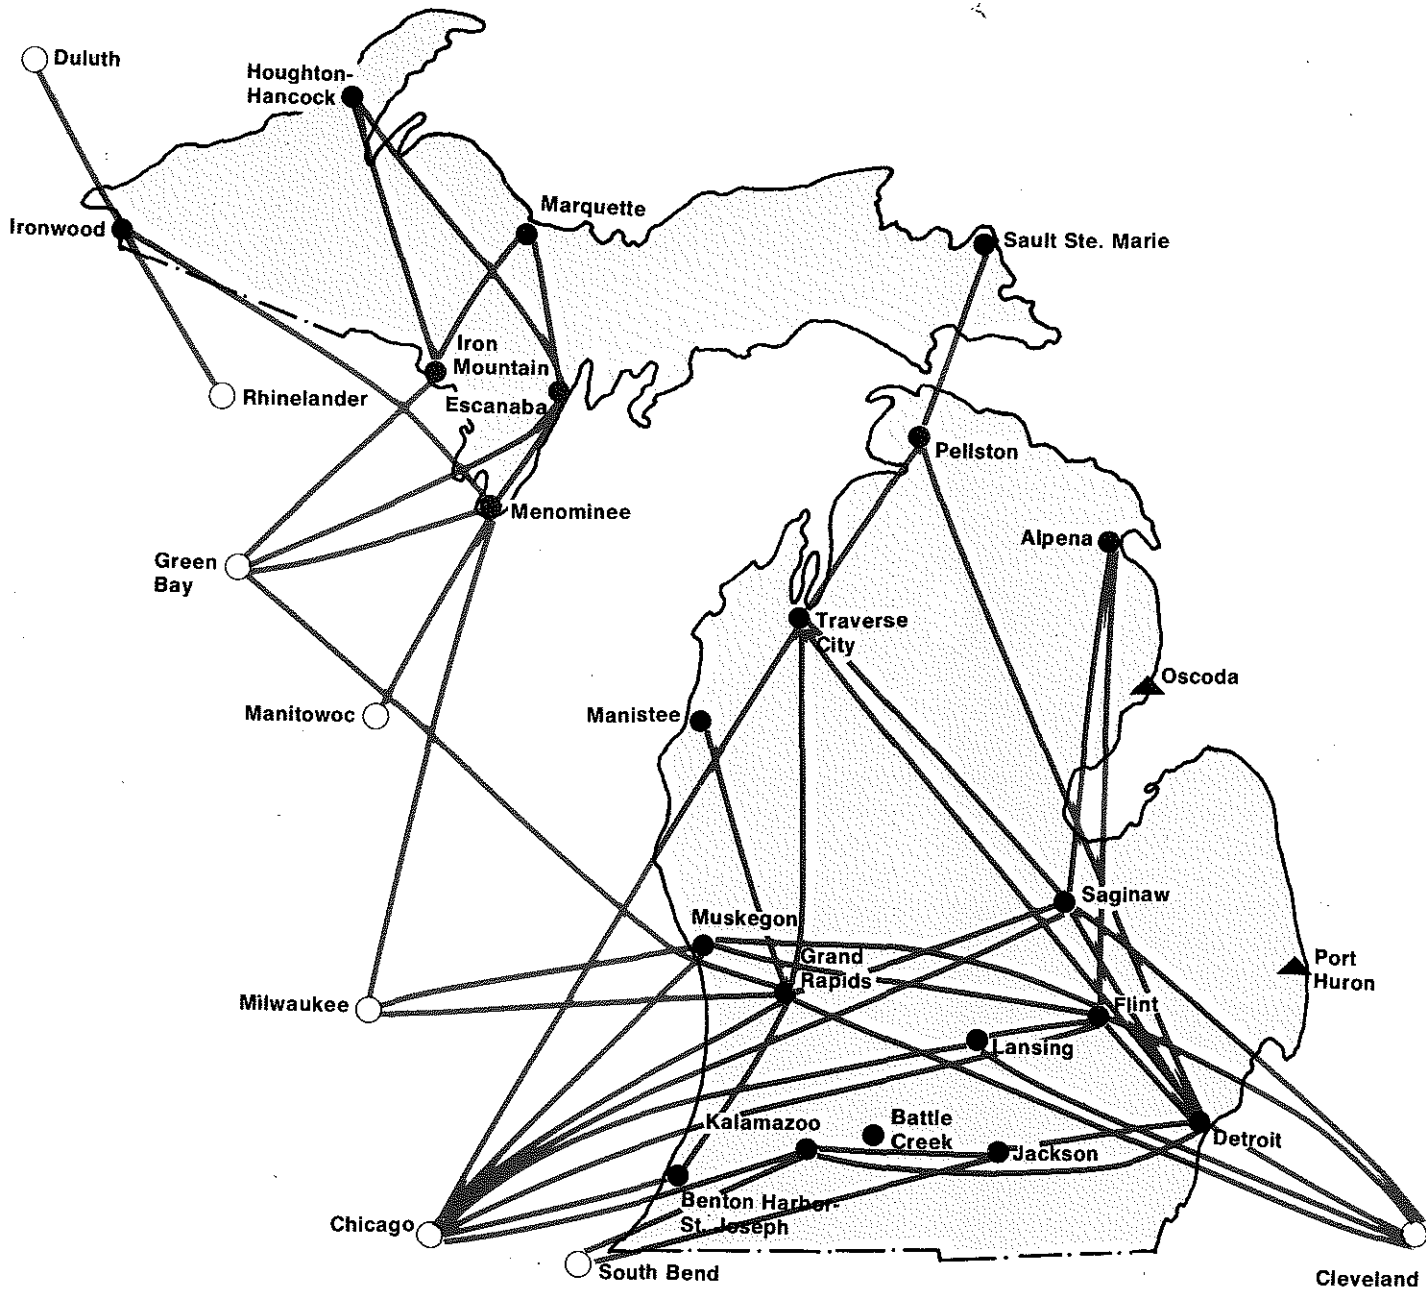 Duluth
Houghton-
Hancock
Marquette
Ironwood
Sault Ste. Marie
Iron
Mountain
Rhinelander
Escanaba
Pellston
Menominee
Alpena
Green
Bay
Traverse
City
Oscoda
Manitowoc
Manistee
Saginaw
Muskegon
Grand
Rapids
Port
Huron
Milwaukee
Flint
Lansing
Kalamazoo
Battle
Creek
Detroit
Jackson
Benton Harbor-
St. Joseph
Chicago
South Bend
Cleveland